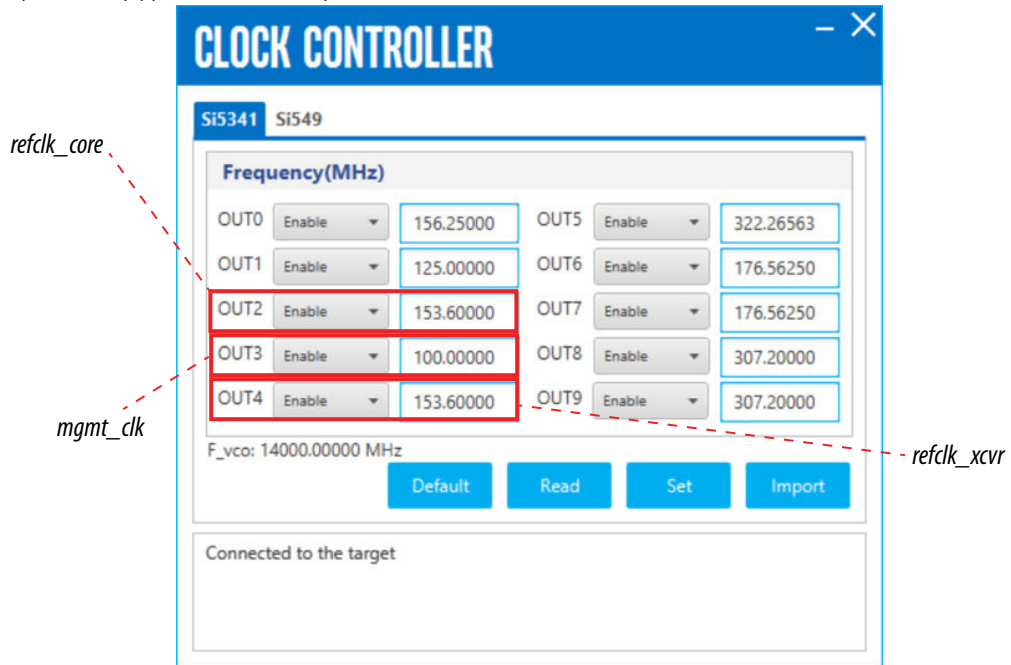 CLOCK CONTROLLER
Si5341 Si549
refclk_core
Frequency(MHz)
OUT0 Enable 156.25000 OUT5 Enable 322.26563
OUT1 Enable 125.00000 OUT6 Enable 176.56250
OUT2 Enable 153.60000 OUT7 Enable 176.56250
OUT3 Enable 100.00000 OUT8 Enable 307.20000
OUT4 Enable 153.60000 OUT9 Enable 307.20000
mgmt_clk
F_vco: 14000.00000 MHz
refclk_xcvr
Default Read Set Import
Connected to the target